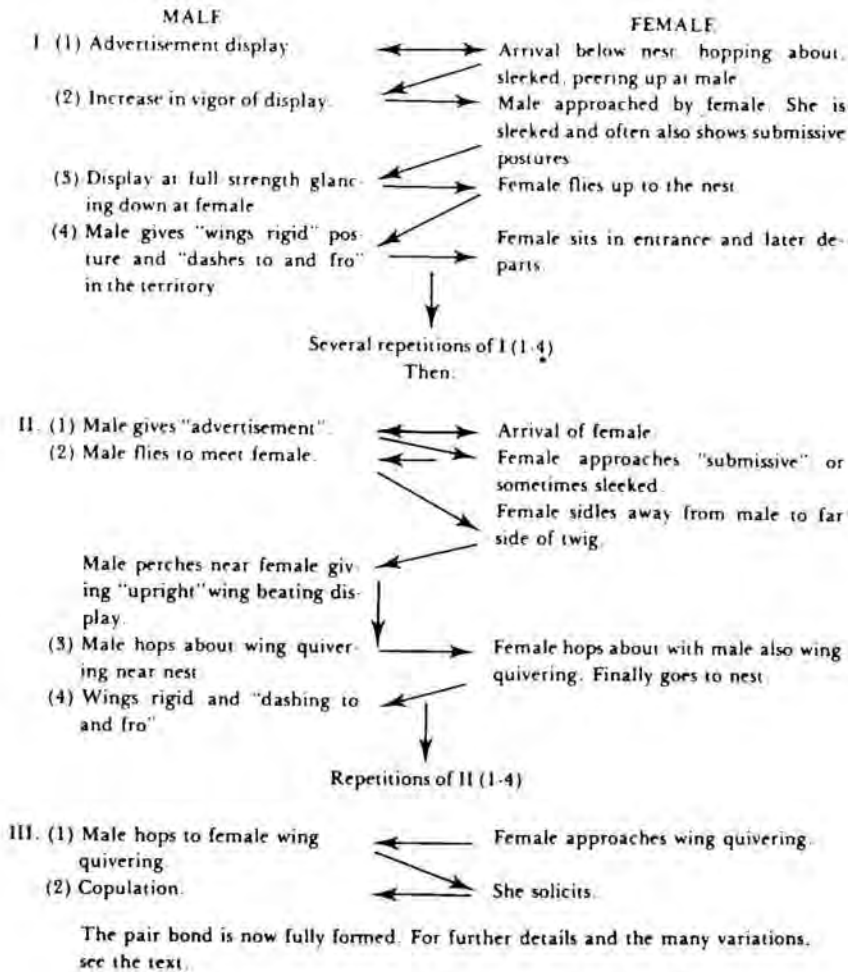 MALE
FEMALE
I (1) Advertisement display
Arrival below nest hopping about,
sleeked, peering up at male
(2) Increase in vigor of display.
Male approached by female. She is
sleeked and often also shows submissive
postures
(3) Display at full strength glanc-
ing down at female
Female flies up to the nest
(4) Male gives "wings rigid" pos-
ture and "dashes to and fro"
in the territory
Female sits in entrance and later de-
parts.
Several repetitions of I (1-4)
Then.
II. (1) Male gives "advertisement".
Arrival of female
(2) Male flies to meet female.
Female approaches "submissive" or
sometimes sleeked.
Female sidles away from male to far
side of twig.
Male perches near female giv-
ing "upright" wing beating dis-
play.
(3) Male hops about wing quiver-
ing near nest
Female hops about with male also wing
quivering. Finally goes to nest
(4) Wings rigid and "dashing to
and fro"
Repetitions of II (1-4)
III. (1) Male hops to female wing
quivering
Female approaches wing quivering.
(2) Copulation.
She solicits.
The pair bond is now fully formed. For further details and the many variations,
see the text.